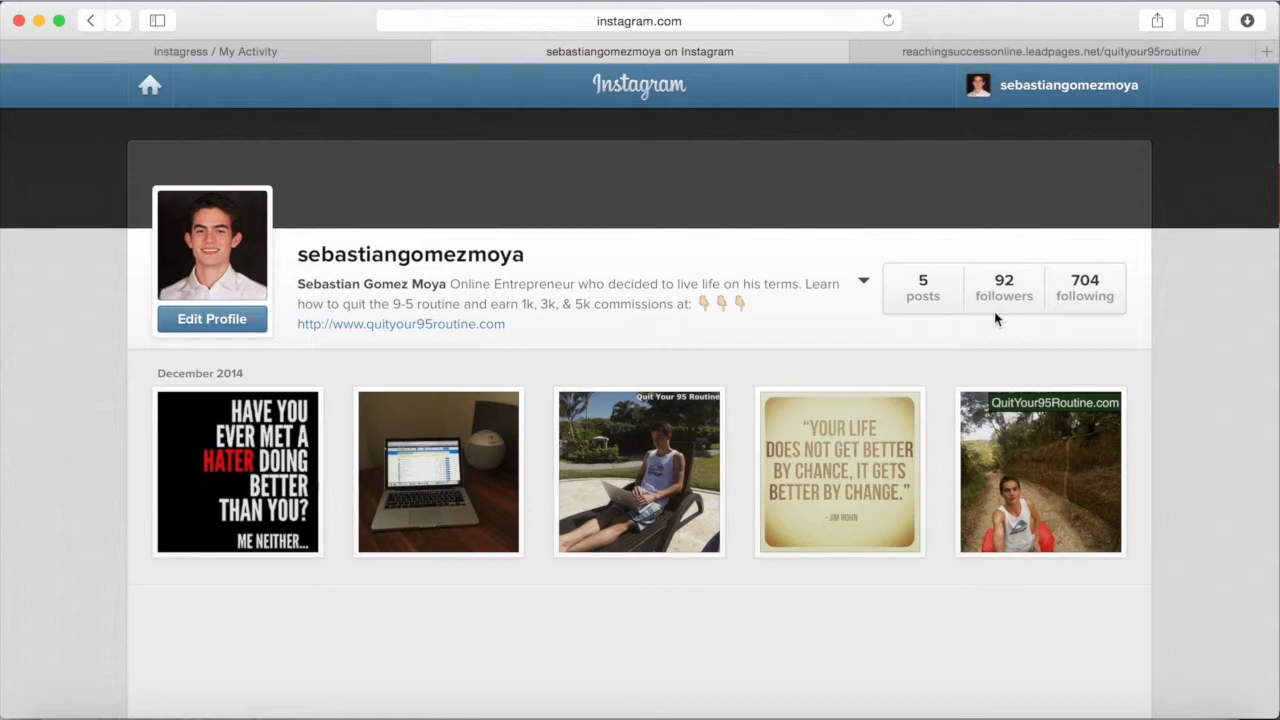 instagram.com
Instagress / My Activity
sebastiangomezmoya on Instagram
reachingsuccessonline.leadpages.net/quityour95routine/
Instagram
sebastiangomezmoya
sebastiangomezmoya
Sebastian Gomez Moya Online Entrepreneur who decided to live life on his terms. Learn
how to quit the 9-5 routine and earn 1k, 3k, & 5k commissions at: 👇🏼 👇🏼 👇🏼
http://www.quityour95routine.com
Edit Profile
5
posts
92
followers
704
following
December 2014
HAVE YOU
EVER MET A
HATER DOING
BETTER
THAN YOU?
ME NEITHER...
Quit Your 95 Routine
"YOUR LIFE
DOES NOT GET BETTER
BY CHANCE, IT GETS
BETTER BY CHANGE."
- JIM ROHN
QuitYour95Routine.com